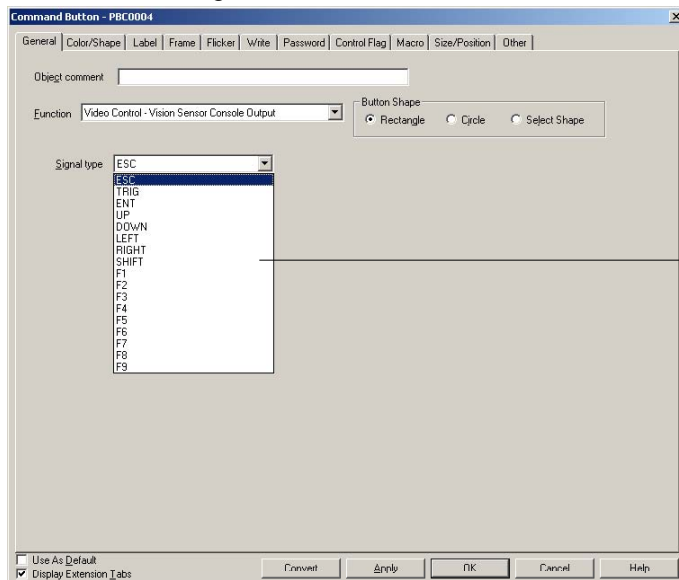 Command Button - PBC0004
General Color/Shape Label Frame Flicker Write Password Control Flag Macro Size/Position Other
Object comment
Function Video Control - Vision Sensor Console Output
Button Shape
Rectangle Circle Select Shape
Signal type ESC
ESC
TRIG
ENT
UP
DOWN
LEFT
RIGHT
SHIFT
F1
F2
F3
F4
F5
F6
F7
F8
F9
Use As Default
Display Extension Tabs
Convert Apply OK Cancel Help